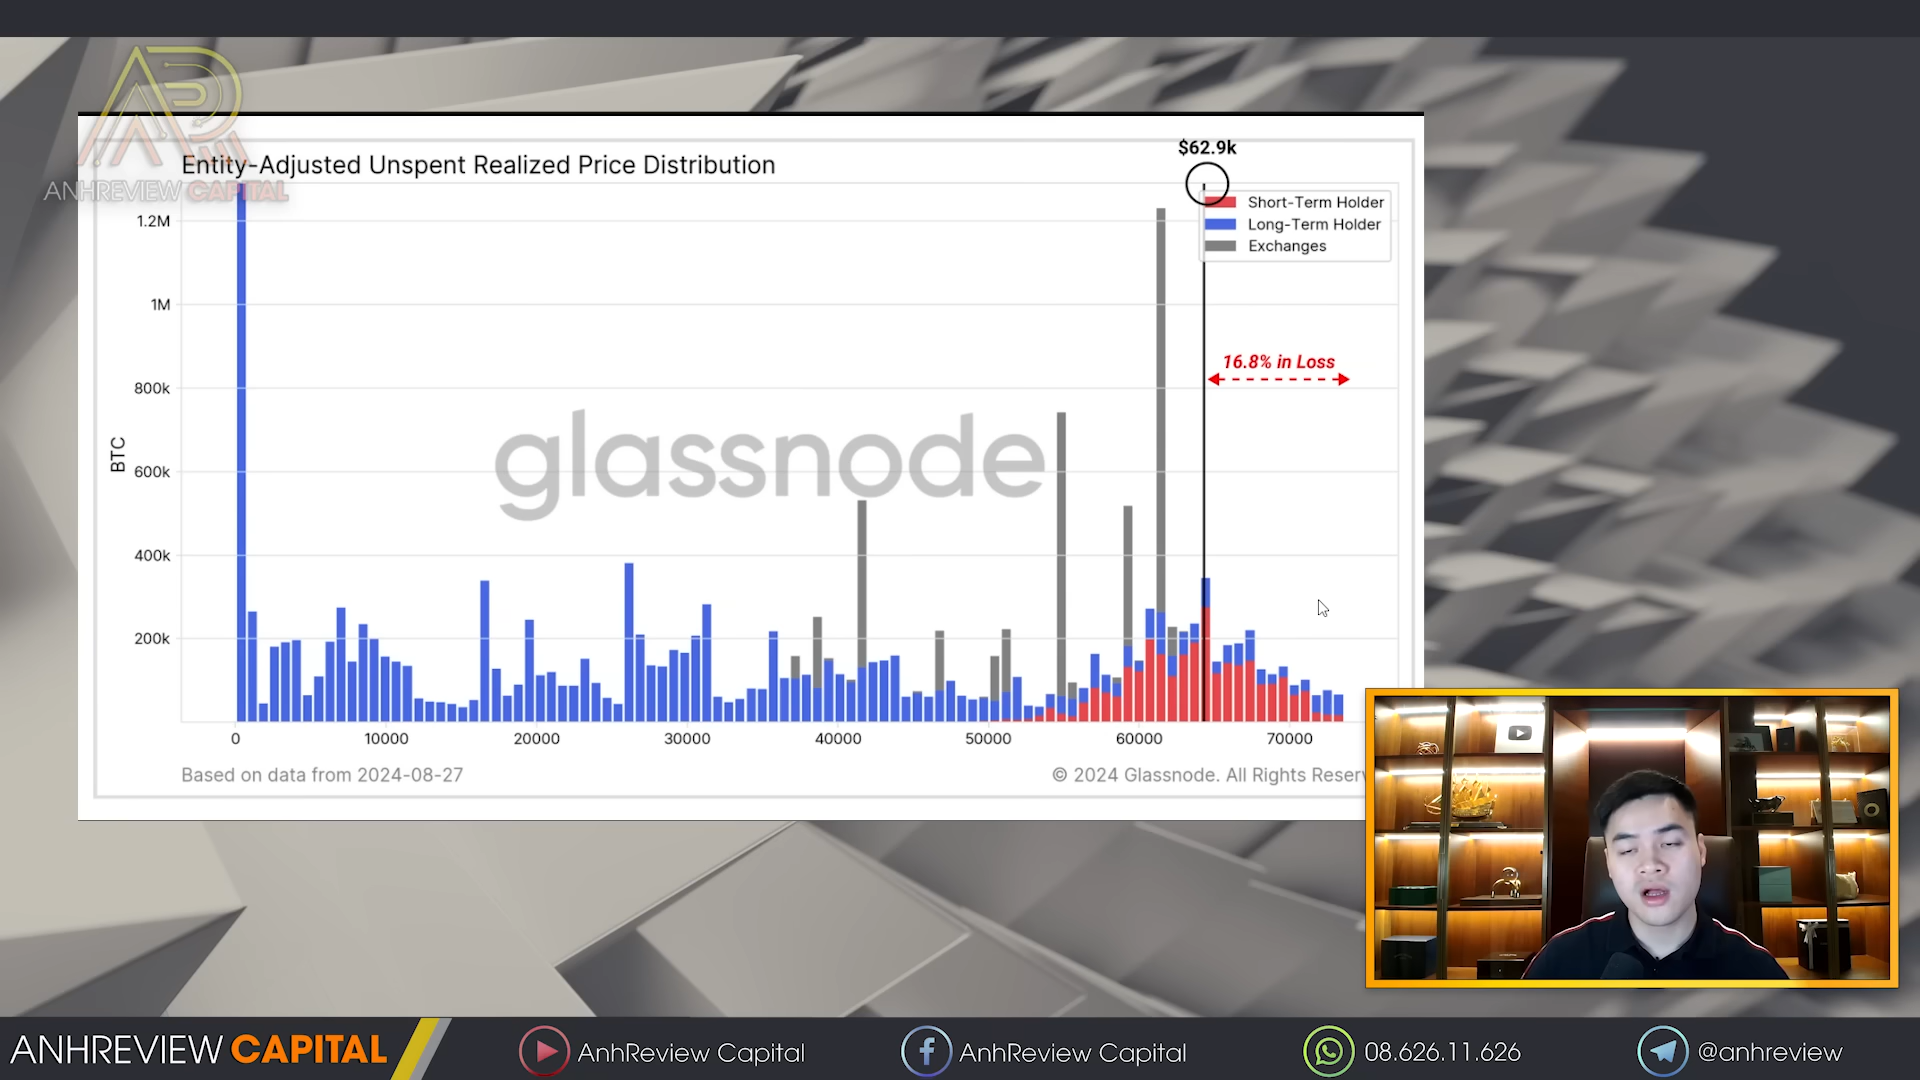 ANHREVIEW CAPITAL
Entity-Adjusted Unspent Realized Price Distribution
$62.9k
Short-Term Holder
Long-Term Holder
Exchanges
1.2M
1M
800k
600k
400k
200k
BTC
16.8% in Loss
glassnode
0 10000 20000 30000 40000 50000 60000 70000
Based on data from 2024-08-27
© 2024 Glassnode. All Rights Reserv
ANHREVIEW CAPITAL
AnhReview Capital
AnhReview Capital
08.626.11.626
@anhreview